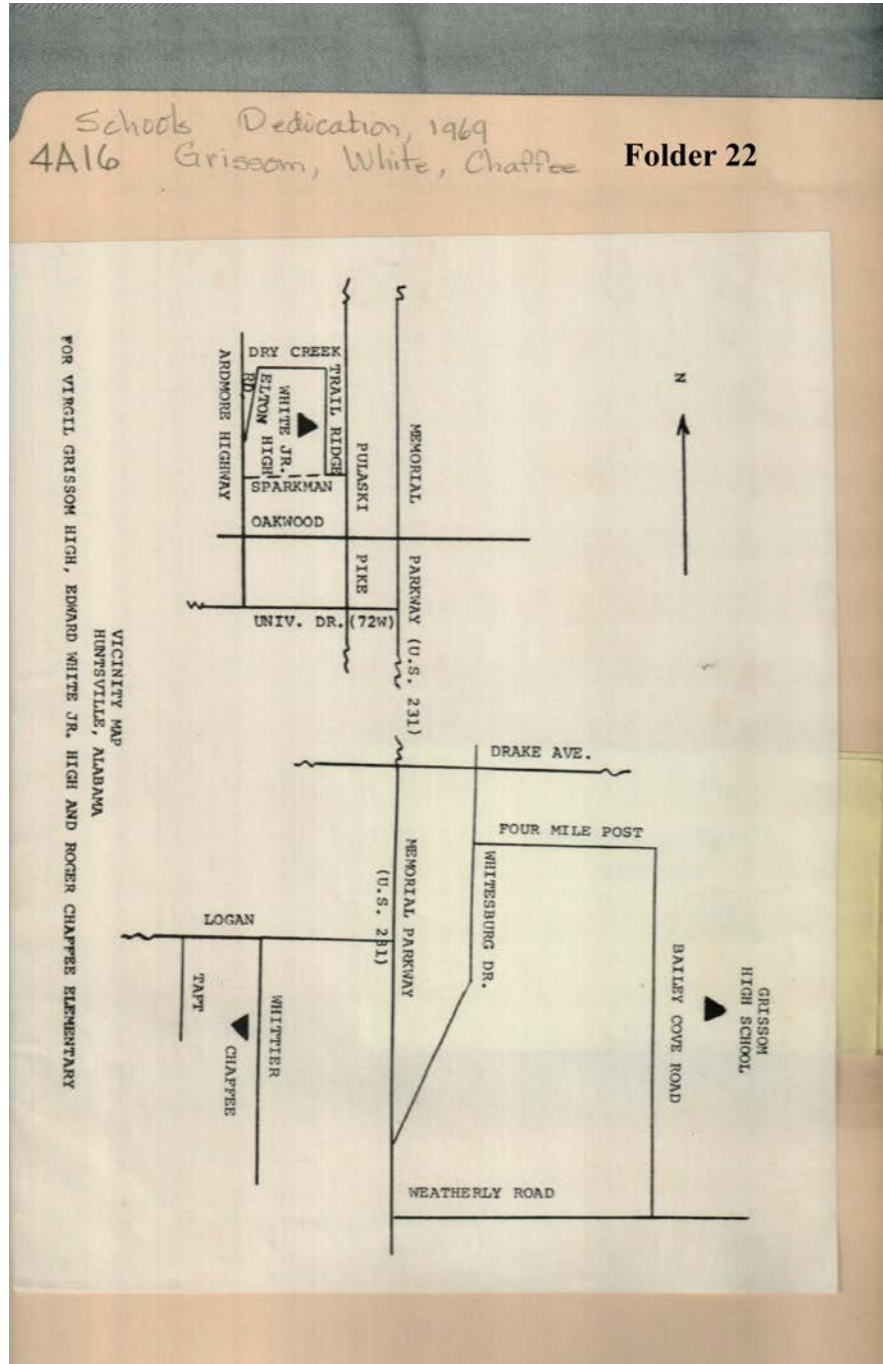 Schools Dedication, 1969
4A16 Grissom, White, Chaffee Folder 22
N
MEMORIAL PARKWAY (U.S. 231)
PULASKI PIKE
TRAIL RIDGE
DRY CREEK
WHITE JR. HIGH
ELTON
RD.
ARDMORE HIGHWAY
SPARKMAN
OAKWOOD
UNIV. DR. (72W)
DRAKE AVE.
FOUR MILE POST
WHITESBURG DR.
BAILEY COVE ROAD
GRISSOM
HIGH SCHOOL
MEMORIAL PARKWAY
(U.S. 231)
LOGAN
WHITTIER
CHAFFEE
TAFT
WEATHERLY ROAD
VICINITY MAP
HUNTSVILLE, ALABAMA
FOR VIRGIL GRISSOM HIGH, EDWARD WHITE JR. HIGH AND ROGER CHAFFEE ELEMENTARY